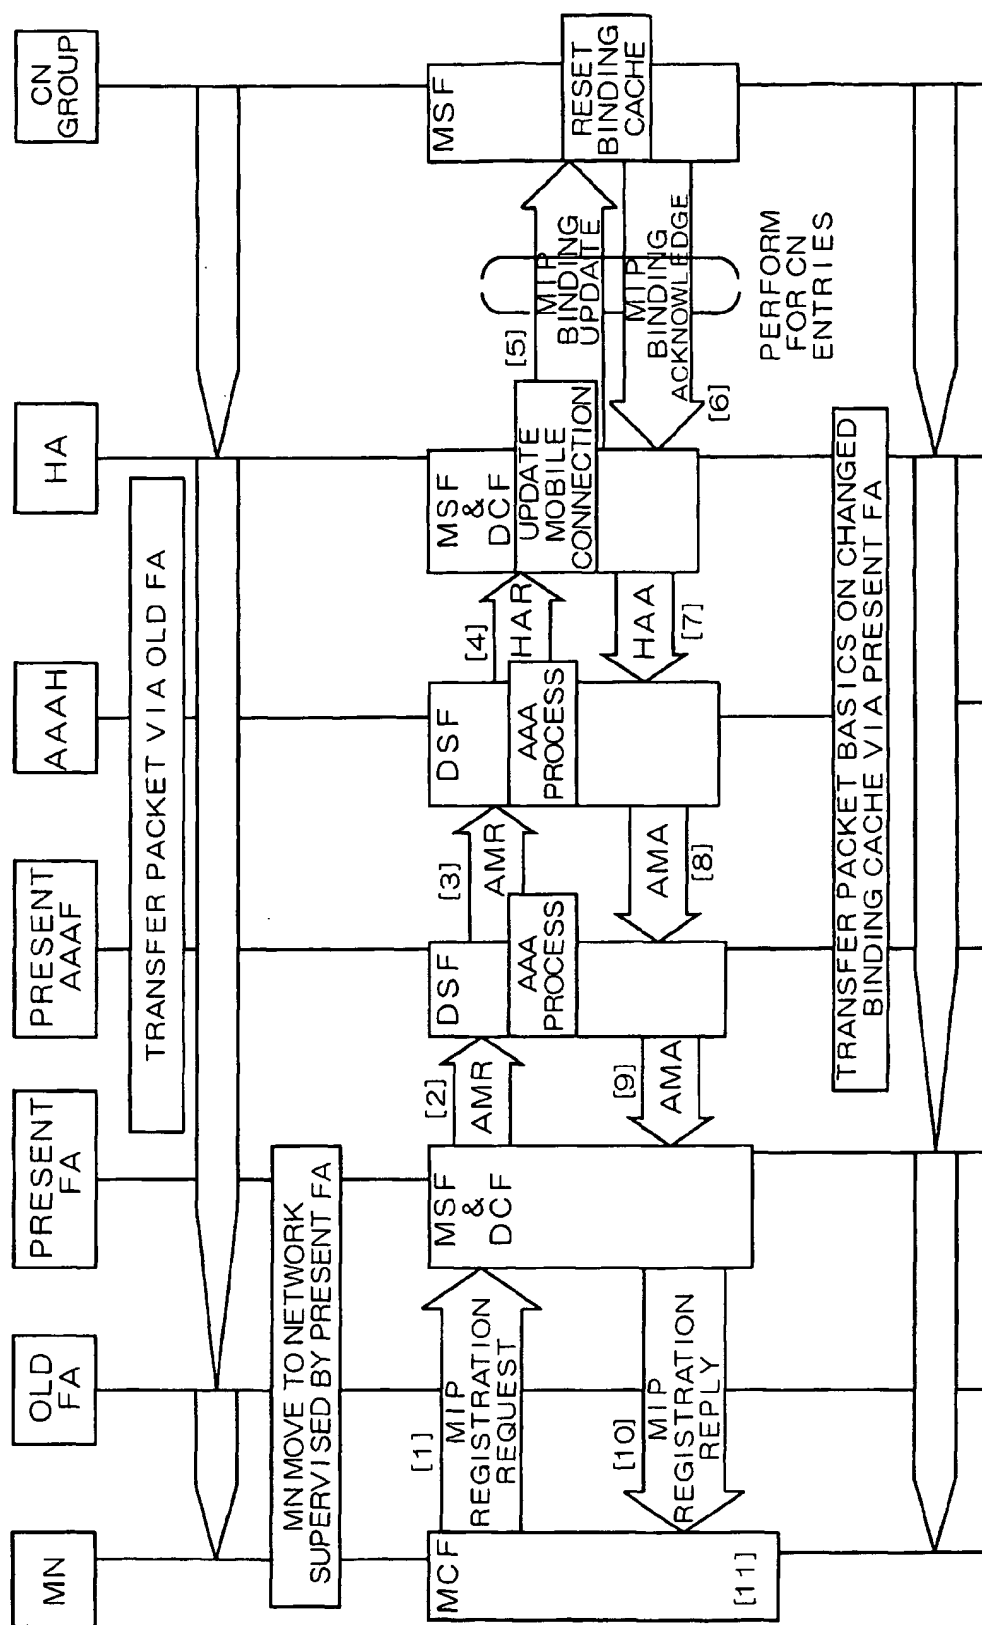 MN
OLD
FA
PRESENT
FA
PRESENT
AAAF
AAAH
HA
CN
GROUP
TRANSFER PACKET VIA OLD FA
MN MOVE TO NETWORK
SUPERVISED BY PRESENT FA
MCF
[1]
MIP
REGISTRATION
REQUEST
MSF
&
DCF
[2]
AMR
DSF
AAA
PROCESS
[3]
AMR
DSF
AAA
PROCESS
[4]
HAR
MSF
&
DCF
UPDATE
MOBILE
CONNECTION
[5]
MIP
BINDING
UPDATE
MSF
RESET
BINDING
CACHE
MIP
BINDING
ACKNOWLEDGE
[6]
PERFORM
FOR CN
ENTRIES
HAA
[7]
AMA
[8]
[9]
AMA
[10]
MIP
REGISTRATION
REPLY
[11]
TRANSFER PACKET BASICS ON CHANGED
BINDING CACHE VIA PRESENT FA